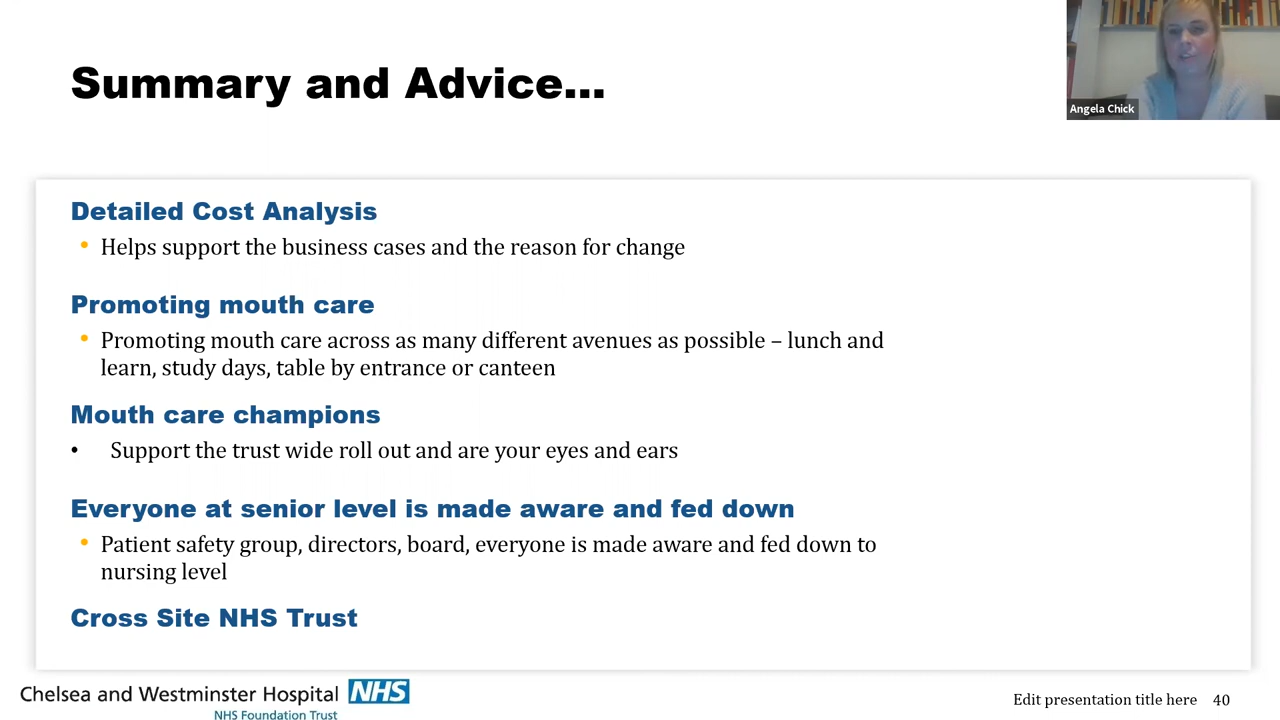 Summary and Advice...
Angela Chick
Detailed Cost Analysis
• Helps support the business cases and the reason for change
Promoting mouth care
• Promoting mouth care across as many different avenues as possible – lunch and
learn, study days, table by entrance or canteen
Mouth care champions
• Support the trust wide roll out and are your eyes and ears
Everyone at senior level is made aware and fed down
• Patient safety group, directors, board, everyone is made aware and fed down to
nursing level
Cross Site NHS Trust
Chelsea and Westminster Hospital NHS
NHS Foundation Trust
Edit presentation title here 40